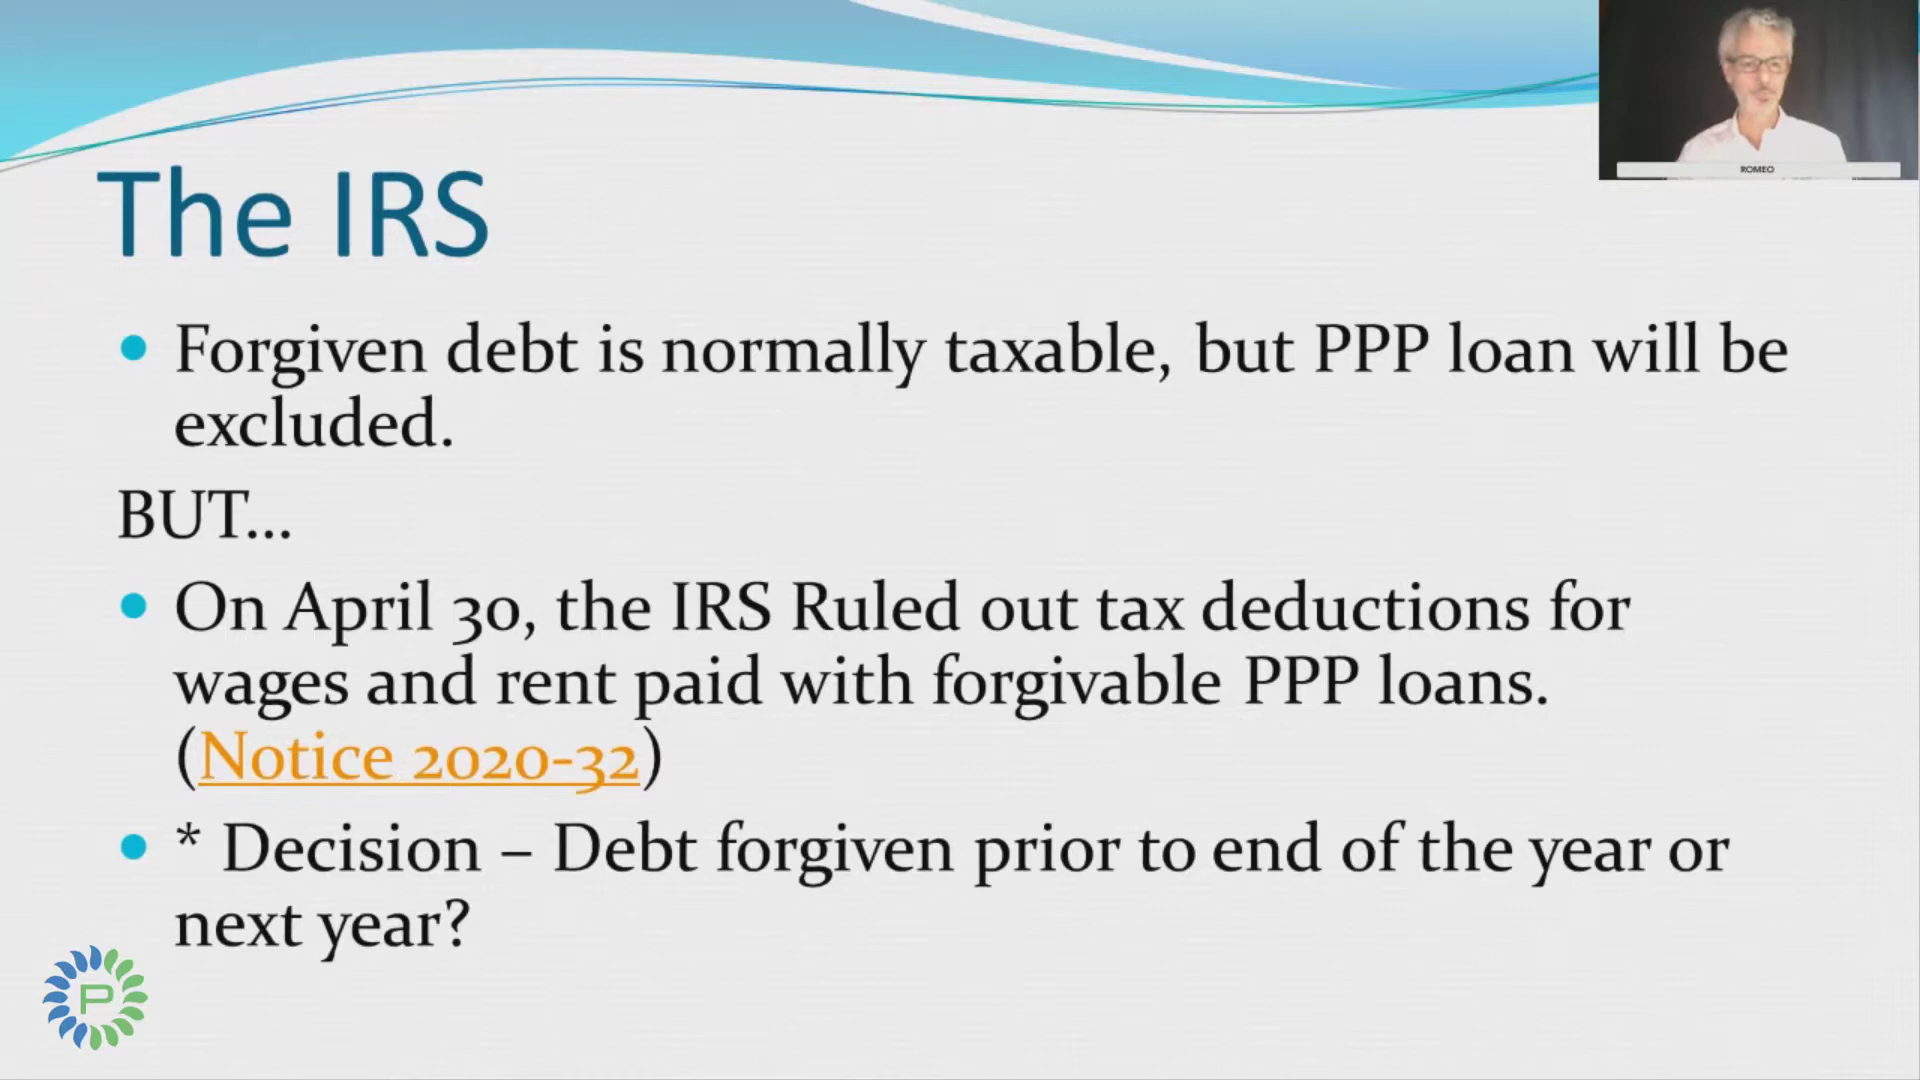 ROMEO
The IRS
Forgiven debt is normally taxable, but PPP loan will be
excluded.
BUT...
On April 30, the IRS Ruled out tax deductions for
wages and rent paid with forgivable PPP loans.
(Notice 2020-32)
* Decision – Debt forgiven prior to end of the year or
next year?
P